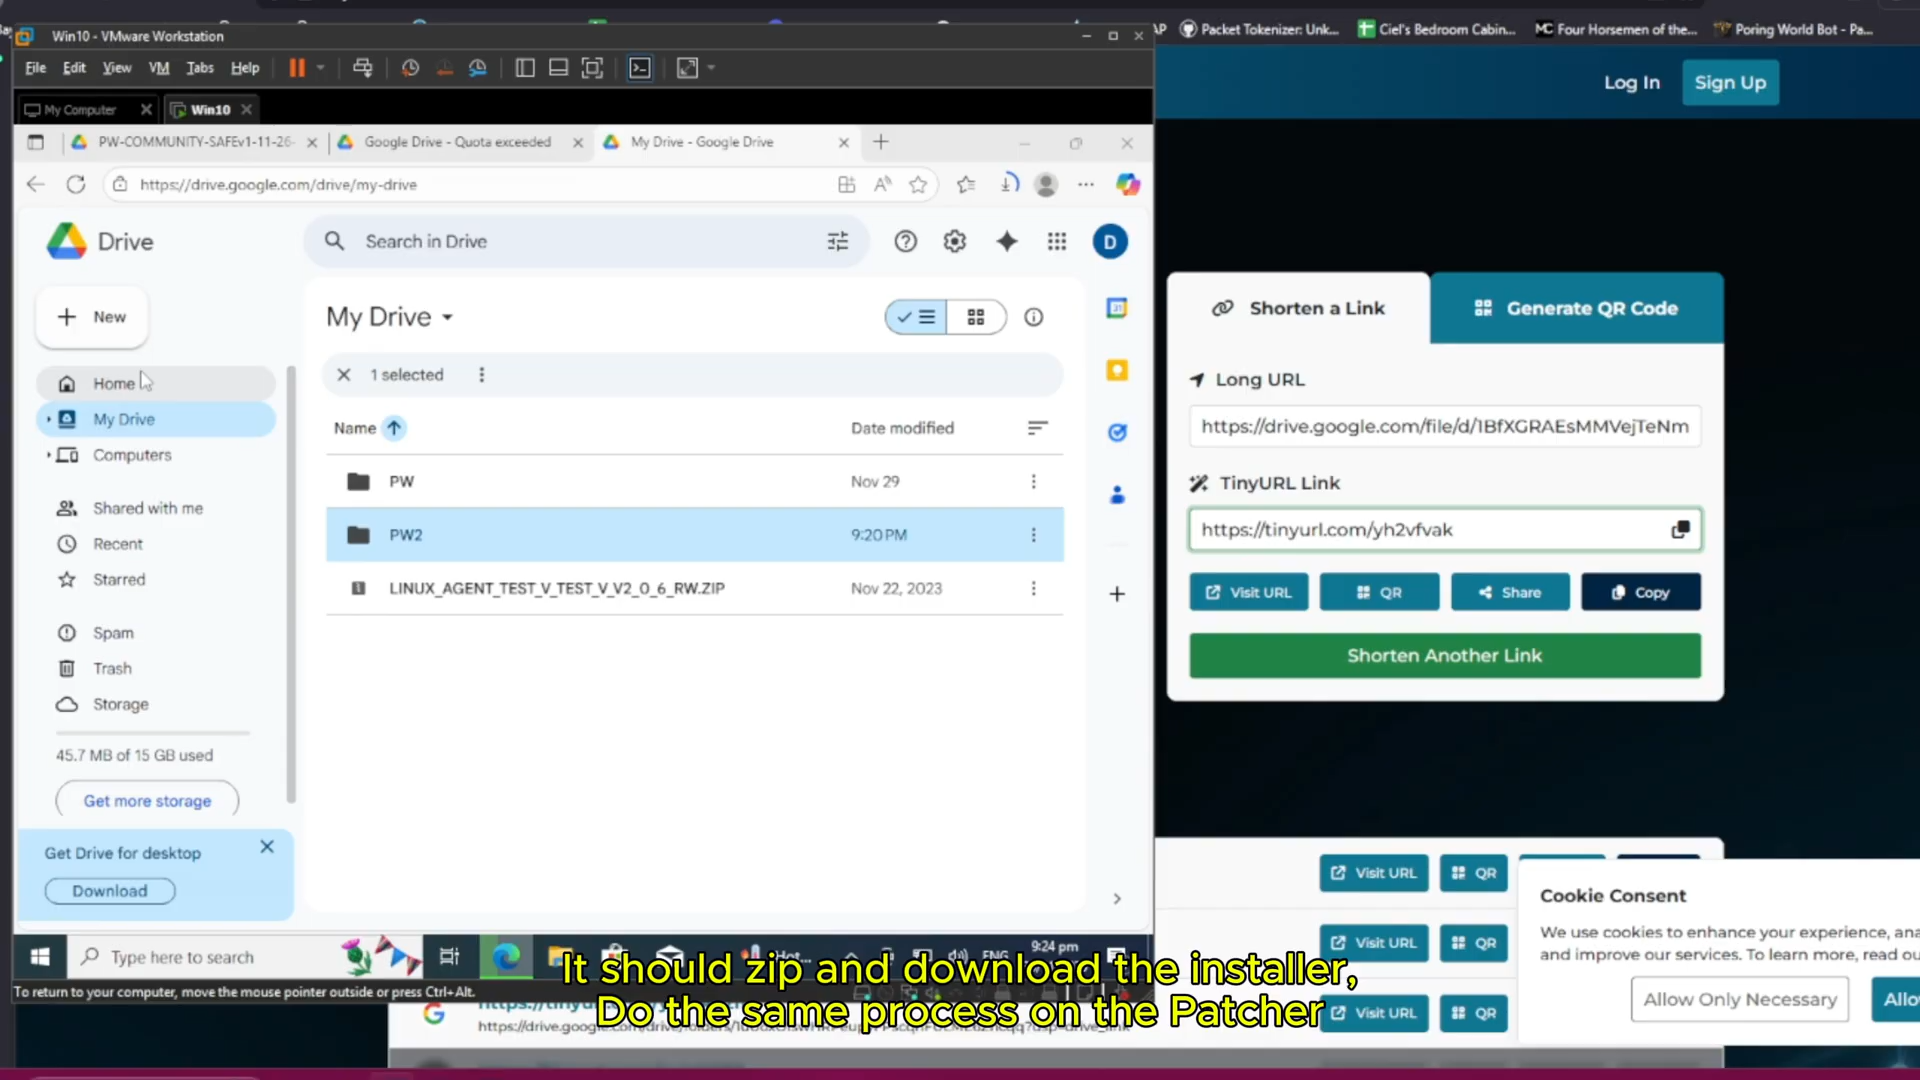 Packet Tokenizer: Unk...
Ciel's Bedroom Cabin...
Four Horsemen of the...
Poring World Bot - Pa...
Win10 - VMware Workstation
File Edit View VM Tabs Help
My Computer
Win10
PW-COMMUNITY-SAFEv1-11-26-
Google Drive - Quota exceeded
My Drive - Google Drive
https://drive.google.com/drive/my-drive
Drive
Search in Drive
D
New
Home
My Drive
Computers
Shared with me
Recent
Starred
Spam
Trash
Storage
45.7 MB of 15 GB used
Get more storage
Get Drive for desktop
Download
My Drive
1 selected
Name
Date modified
PW
Nov 29
PW2
9:20 PM
LINUX_AGENT_TEST_V_TEST_V_V2_0_6_RW.ZIP
Nov 22, 2023
Type here to search
Hot...
ENG
9:24 pm
To return to your computer, move the mouse pointer outside or press Ctrl+Alt.
Log In
Sign Up
Shorten a Link
Generate QR Code
Long URL
https://drive.google.com/file/d/1BfXGRAEsMMVejTeNm
TinyURL Link
https://tinyurl.com/yh2vfvak
Visit URL
QR
Share
Copy
Shorten Another Link
Visit URL
QR
Visit URL
QR
Visit URL
QR
Cookie Consent
We use cookies to enhance your experience, ana
and improve our services. To learn more, read ou
Allow Only Necessary
Allo
It should zip and download the installer,
Do the same process on the Patcher